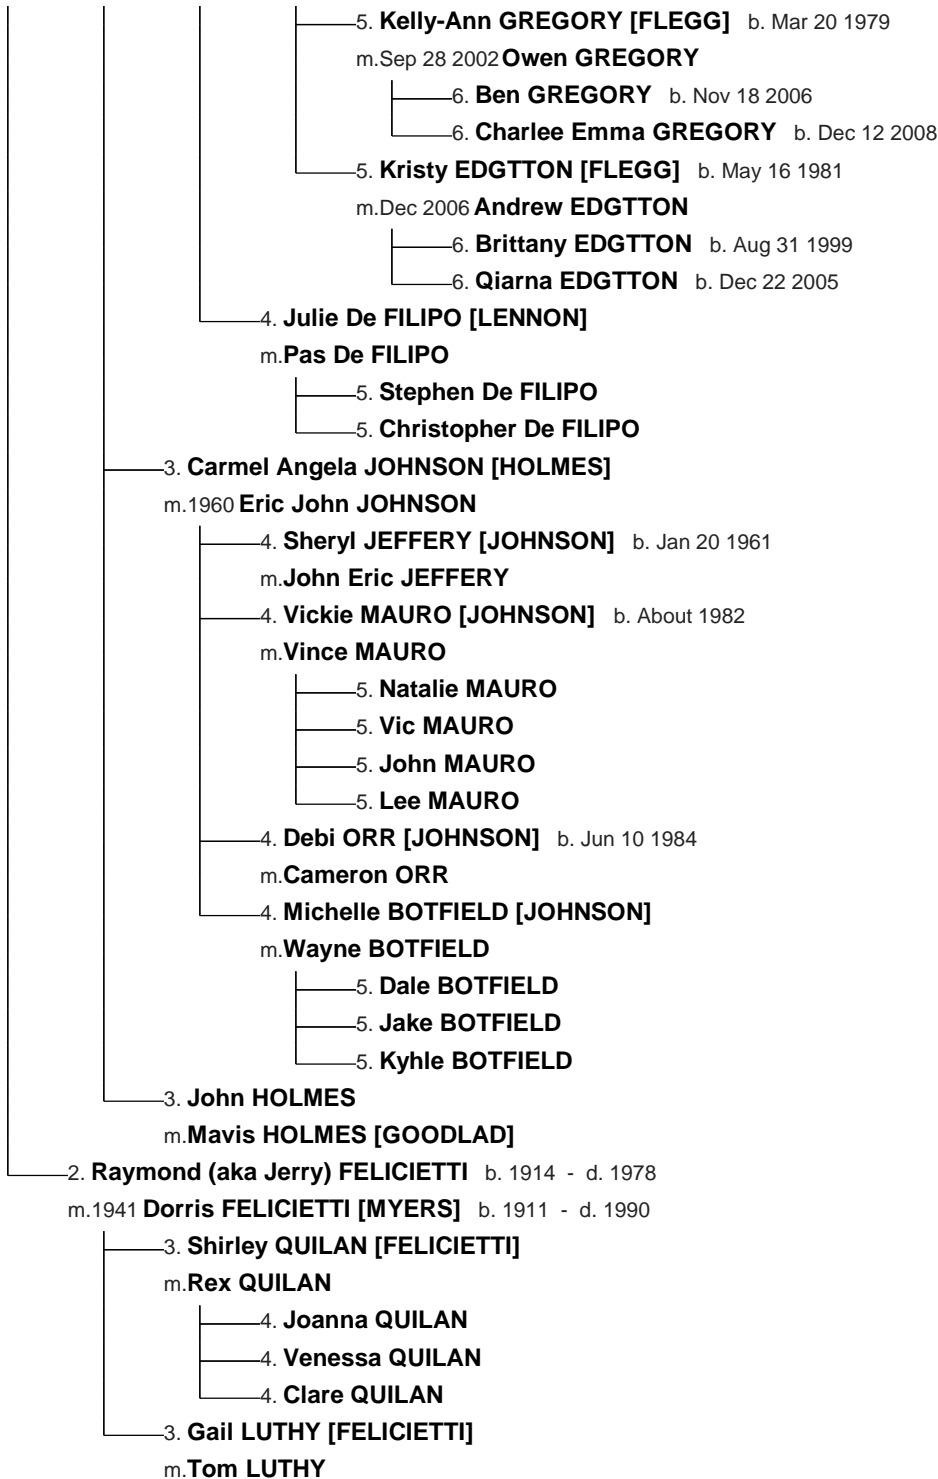 5. Kelly-Ann GREGORY [FLEGG] b. Mar 20 1979
m.Sep 28 2002 Owen GREGORY
6. Ben GREGORY b. Nov 18 2006
6. Charlee Emma GREGORY b. Dec 12 2008
5. Kristy EDGTTON [FLEGG] b. May 16 1981
m.Dec 2006 Andrew EDGTTON
6. Brittany EDGTTON b. Aug 31 1999
6. Qiarna EDGTTON b. Dec 22 2005
4. Julie De FILIPO [LENNON]
m.Pas De FILIPO
5. Stephen De FILIPO
5. Christopher De FILIPO
3. Carmel Angela JOHNSON [HOLMES]
m.1960 Eric John JOHNSON
4. Sheryl JEFFERY [JOHNSON] b. Jan 20 1961
m.John Eric JEFFERY
4. Vickie MAURO [JOHNSON] b. About 1982
m.Vince MAURO
5. Natalie MAURO
5. Vic MAURO
5. John MAURO
5. Lee MAURO
4. Debi ORR [JOHNSON] b. Jun 10 1984
m.Cameron ORR
4. Michelle BOTFIELD [JOHNSON]
m.Wayne BOTFIELD
5. Dale BOTFIELD
5. Jake BOTFIELD
5. Kyhle BOTFIELD
3. John HOLMES
m.Mavis HOLMES [GOODLAD]
2. Raymond (aka Jerry) FELICIETTI b. 1914 - d. 1978
m.1941 Dorris FELICIETTI [MYERS] b. 1911 - d. 1990
3. Shirley QUILAN [FELICIETTI]
m.Rex QUILAN
4. Joanna QUILAN
4. Venessa QUILAN
4. Clare QUILAN
3. Gail LUTHY [FELICIETTI]
m.Tom LUTHY